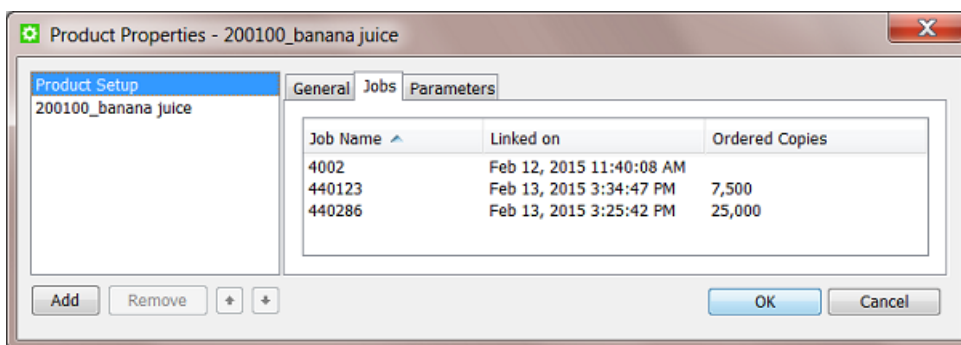 Product Properties - 200100_banana juice
Product Setup
200100_banana juice
General Jobs Parameters
Job Name Linked on Ordered Copies
4002 Feb 12, 2015 11:40:08 AM
440123 Feb 13, 2015 3:34:47 PM 7,500
440286 Feb 13, 2015 3:25:42 PM 25,000
Add Remove OK Cancel